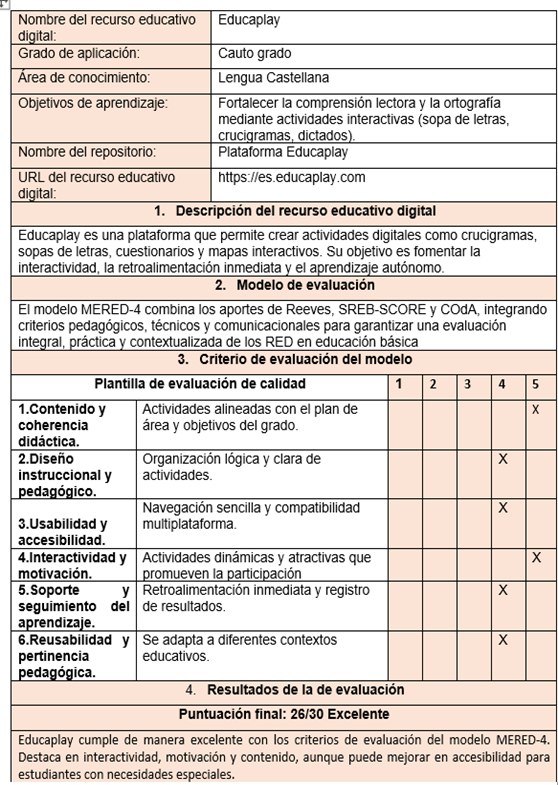 Nombre del recurso educativo Educaplay
digital:
Grado de aplicación: Cauto grado
Área de conocimiento: Lengua Castellana
Objetivos de aprendizaje: Fortalecer la comprensión lectora y la ortografía
mediante actividades interactivas (sopa de letras,
crucigramas, dictados).
Nombre del repositorio: Plataforma Educaplay
URL del recurso educativo https://es.educaplay.com
digital:
1. Descripción del recurso educativo digital
Educaplay es una plataforma que permite crear actividades digitales como crucigramas,
sopas de letras, cuestionarios y mapas interactivos. Su objetivo es fomentar la
interactividad, la retroalimentación inmediata y el aprendizaje autónomo.
2. Modelo de evaluación
El modelo MERED-4 combina los aportes de Reeves, SREB-SCORE y COdA, integrando
criterios pedagógicos, técnicos y comunicacionales para garantizar una evaluación
integral, práctica y contextualizada de los RED en educación básica
3. Criterio de evaluación del modelo
Plantilla de evaluación de calidad 1 2 3 4 5
1.Contenido y Actividades alineadas con el plan de X
coherencia área y objetivos del grado.
didáctica.
2.Diseño Organización lógica y clara de X
instruccional y actividades.
pedagógico.
Navegación sencilla y compatibilidad X
3.Usabilidad y multiplataforma.
accesibilidad.
4.Interactividad y Actividades dinámicas y atractivas que X
motivación. promueven la participación
5.Soporte y Retroalimentación inmediata y registro X
seguimiento del de resultados.
aprendizaje.
6.Reusabilidad y Se adapta a diferentes contextos X
pertinencia educativos.
pedagógica.
4. Resultados de la de evaluación
Puntuación final: 26/30 Excelente
Educaplay cumple de manera excelente con los criterios de evaluación del modelo MERED-4.
Destaca en interactividad, motivación y contenido, aunque puede mejorar en accesibilidad para
estudiantes con necesidades especiales.